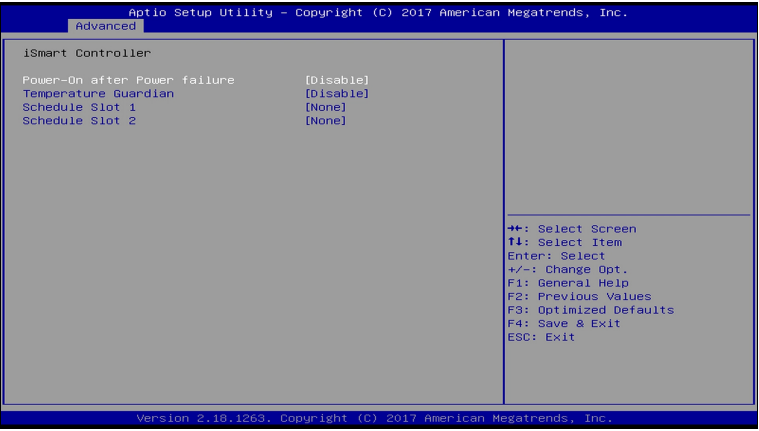 Aptio Setup Utility – Copyright (C) 2017 American Megatrends, Inc.
Advanced
iSmart Controller
Power-On after Power failure [Disable]
Temperature Guardian [Disable]
Schedule Slot 1 [None]
Schedule Slot 2 [None]
→←: Select Screen
↑↓: Select Item
Enter: Select
+/-: Change Opt.
F1: General Help
F2: Previous Values
F3: Optimized Defaults
F4: Save & Exit
ESC: Exit
Version 2.18.1263. Copyright (C) 2017 American Megatrends, Inc.